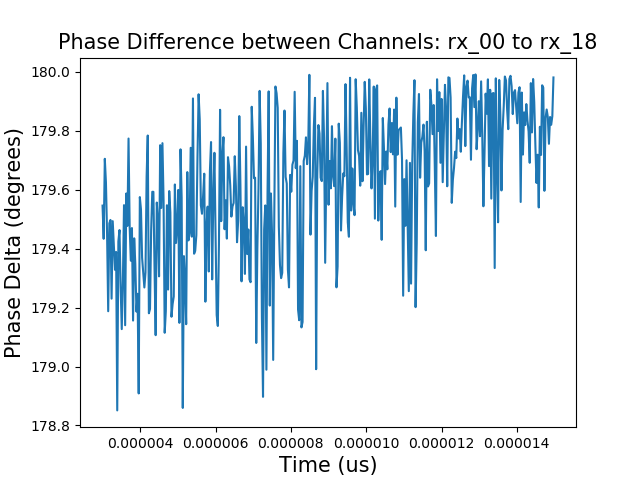 Phase Difference between Channels: rx_00 to rx_18
Phase Delta (degrees)
180.0
179.8
179.6
179.4
179.2
179.0
178.8
0.000004 0.000006 0.000008 0.000010 0.000012 0.000014
Time (us)